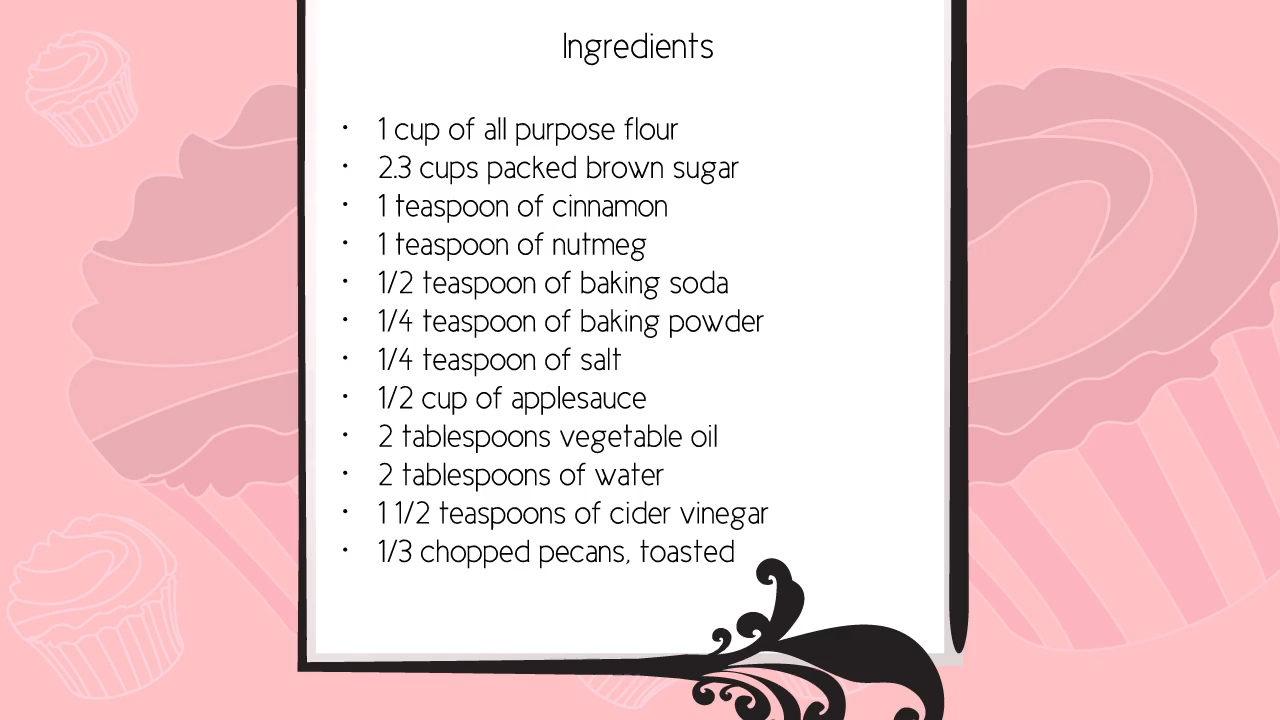 Ingredients
• 1 cup of all purpose flour
• 2.3 cups packed brown sugar
• 1 teaspoon of cinnamon
• 1 teaspoon of nutmeg
• 1/2 teaspoon of baking soda
• 1/4 teaspoon of baking powder
• 1/4 teaspoon of salt
• 1/2 cup of applesauce
• 2 tablespoons vegetable oil
• 2 tablespoons of water
• 1 1/2 teaspoons of cider vinegar
• 1/3 chopped pecans, toasted